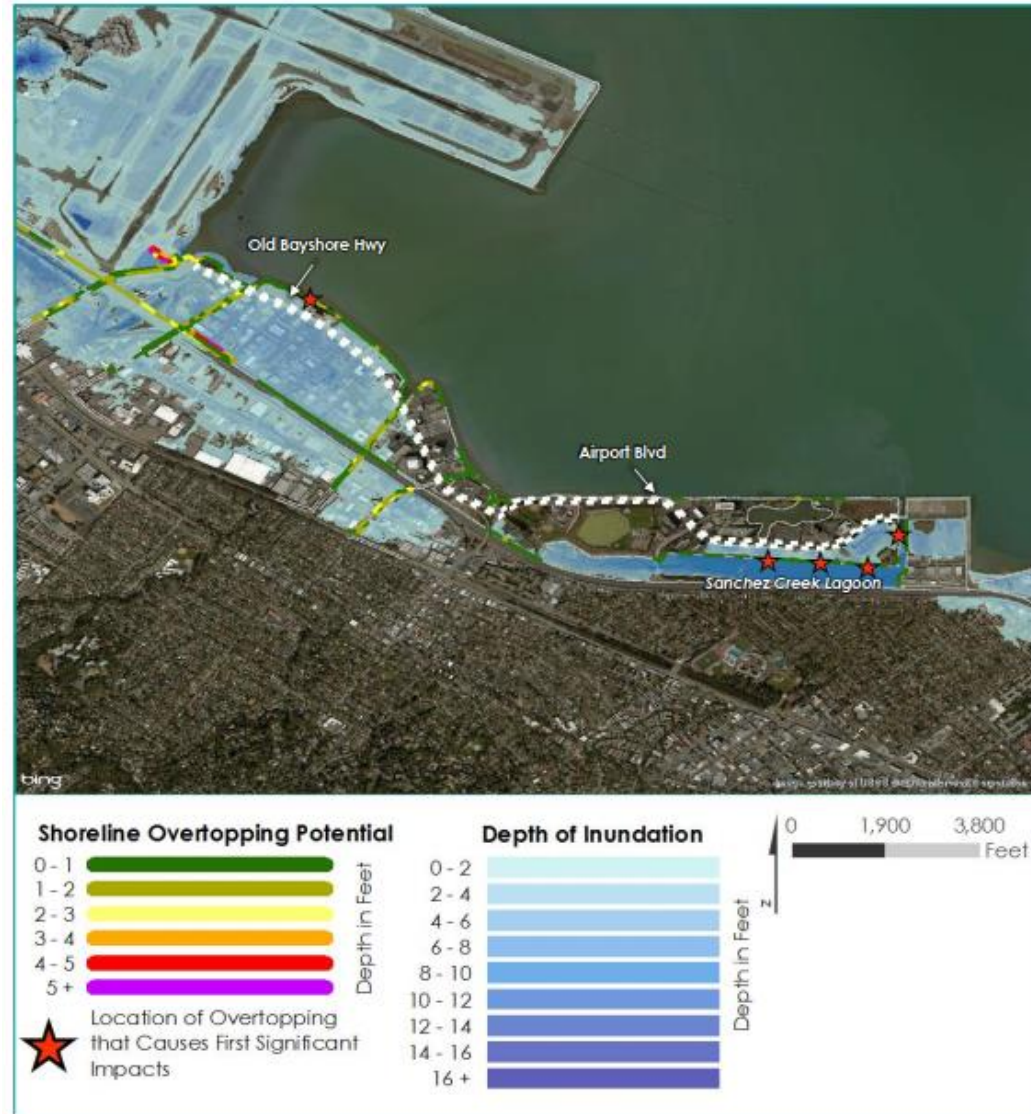 Old Bayshore Hwy
Airport Blvd
Sanchez Creek Lagoon
bing
Shoreline Overtopping Potential
0 - 1
1 - 2
2 - 3
3 - 4
4 - 5
5 +
Depth in Feet
Location of Overtopping
that Causes First Significant
Impacts
Depth of Inundation
0 - 2
2 - 4
4 - 6
6 - 8
8 - 10
10 - 12
12 - 14
14 - 16
16 +
Depth in Feet
0 1,900 3,800
Feet
Z